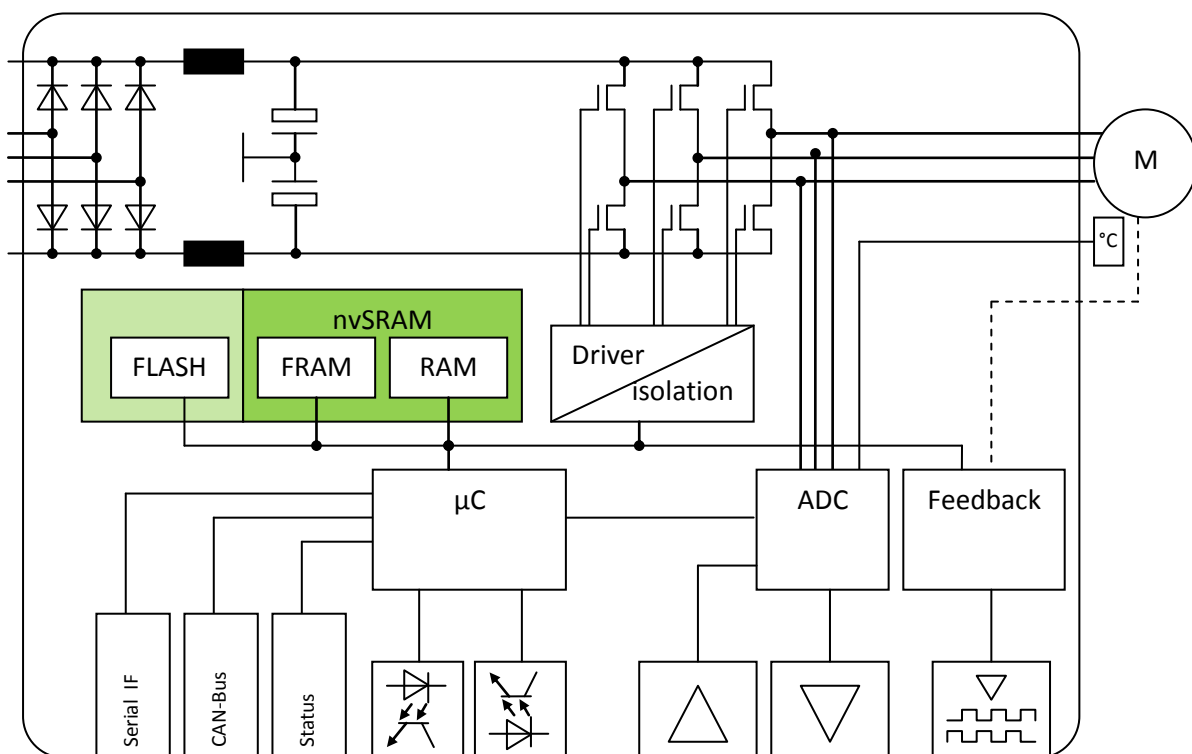 M
°C
nvSRAM
FLASH
FRAM
RAM
Driver
isolation
µC
ADC
Feedback
Serial IF
CAN-Bus
Status